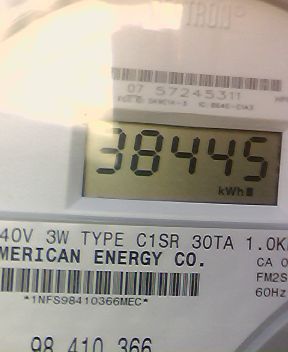 TRON
07 57245311
38445
kWh
40V 3W TYPE C1SR 30TA 1.0K
MERICAN ENERGY CO.
CA 0
FM2S
*1NFS98410366MEC*
60Hz
98 410 366